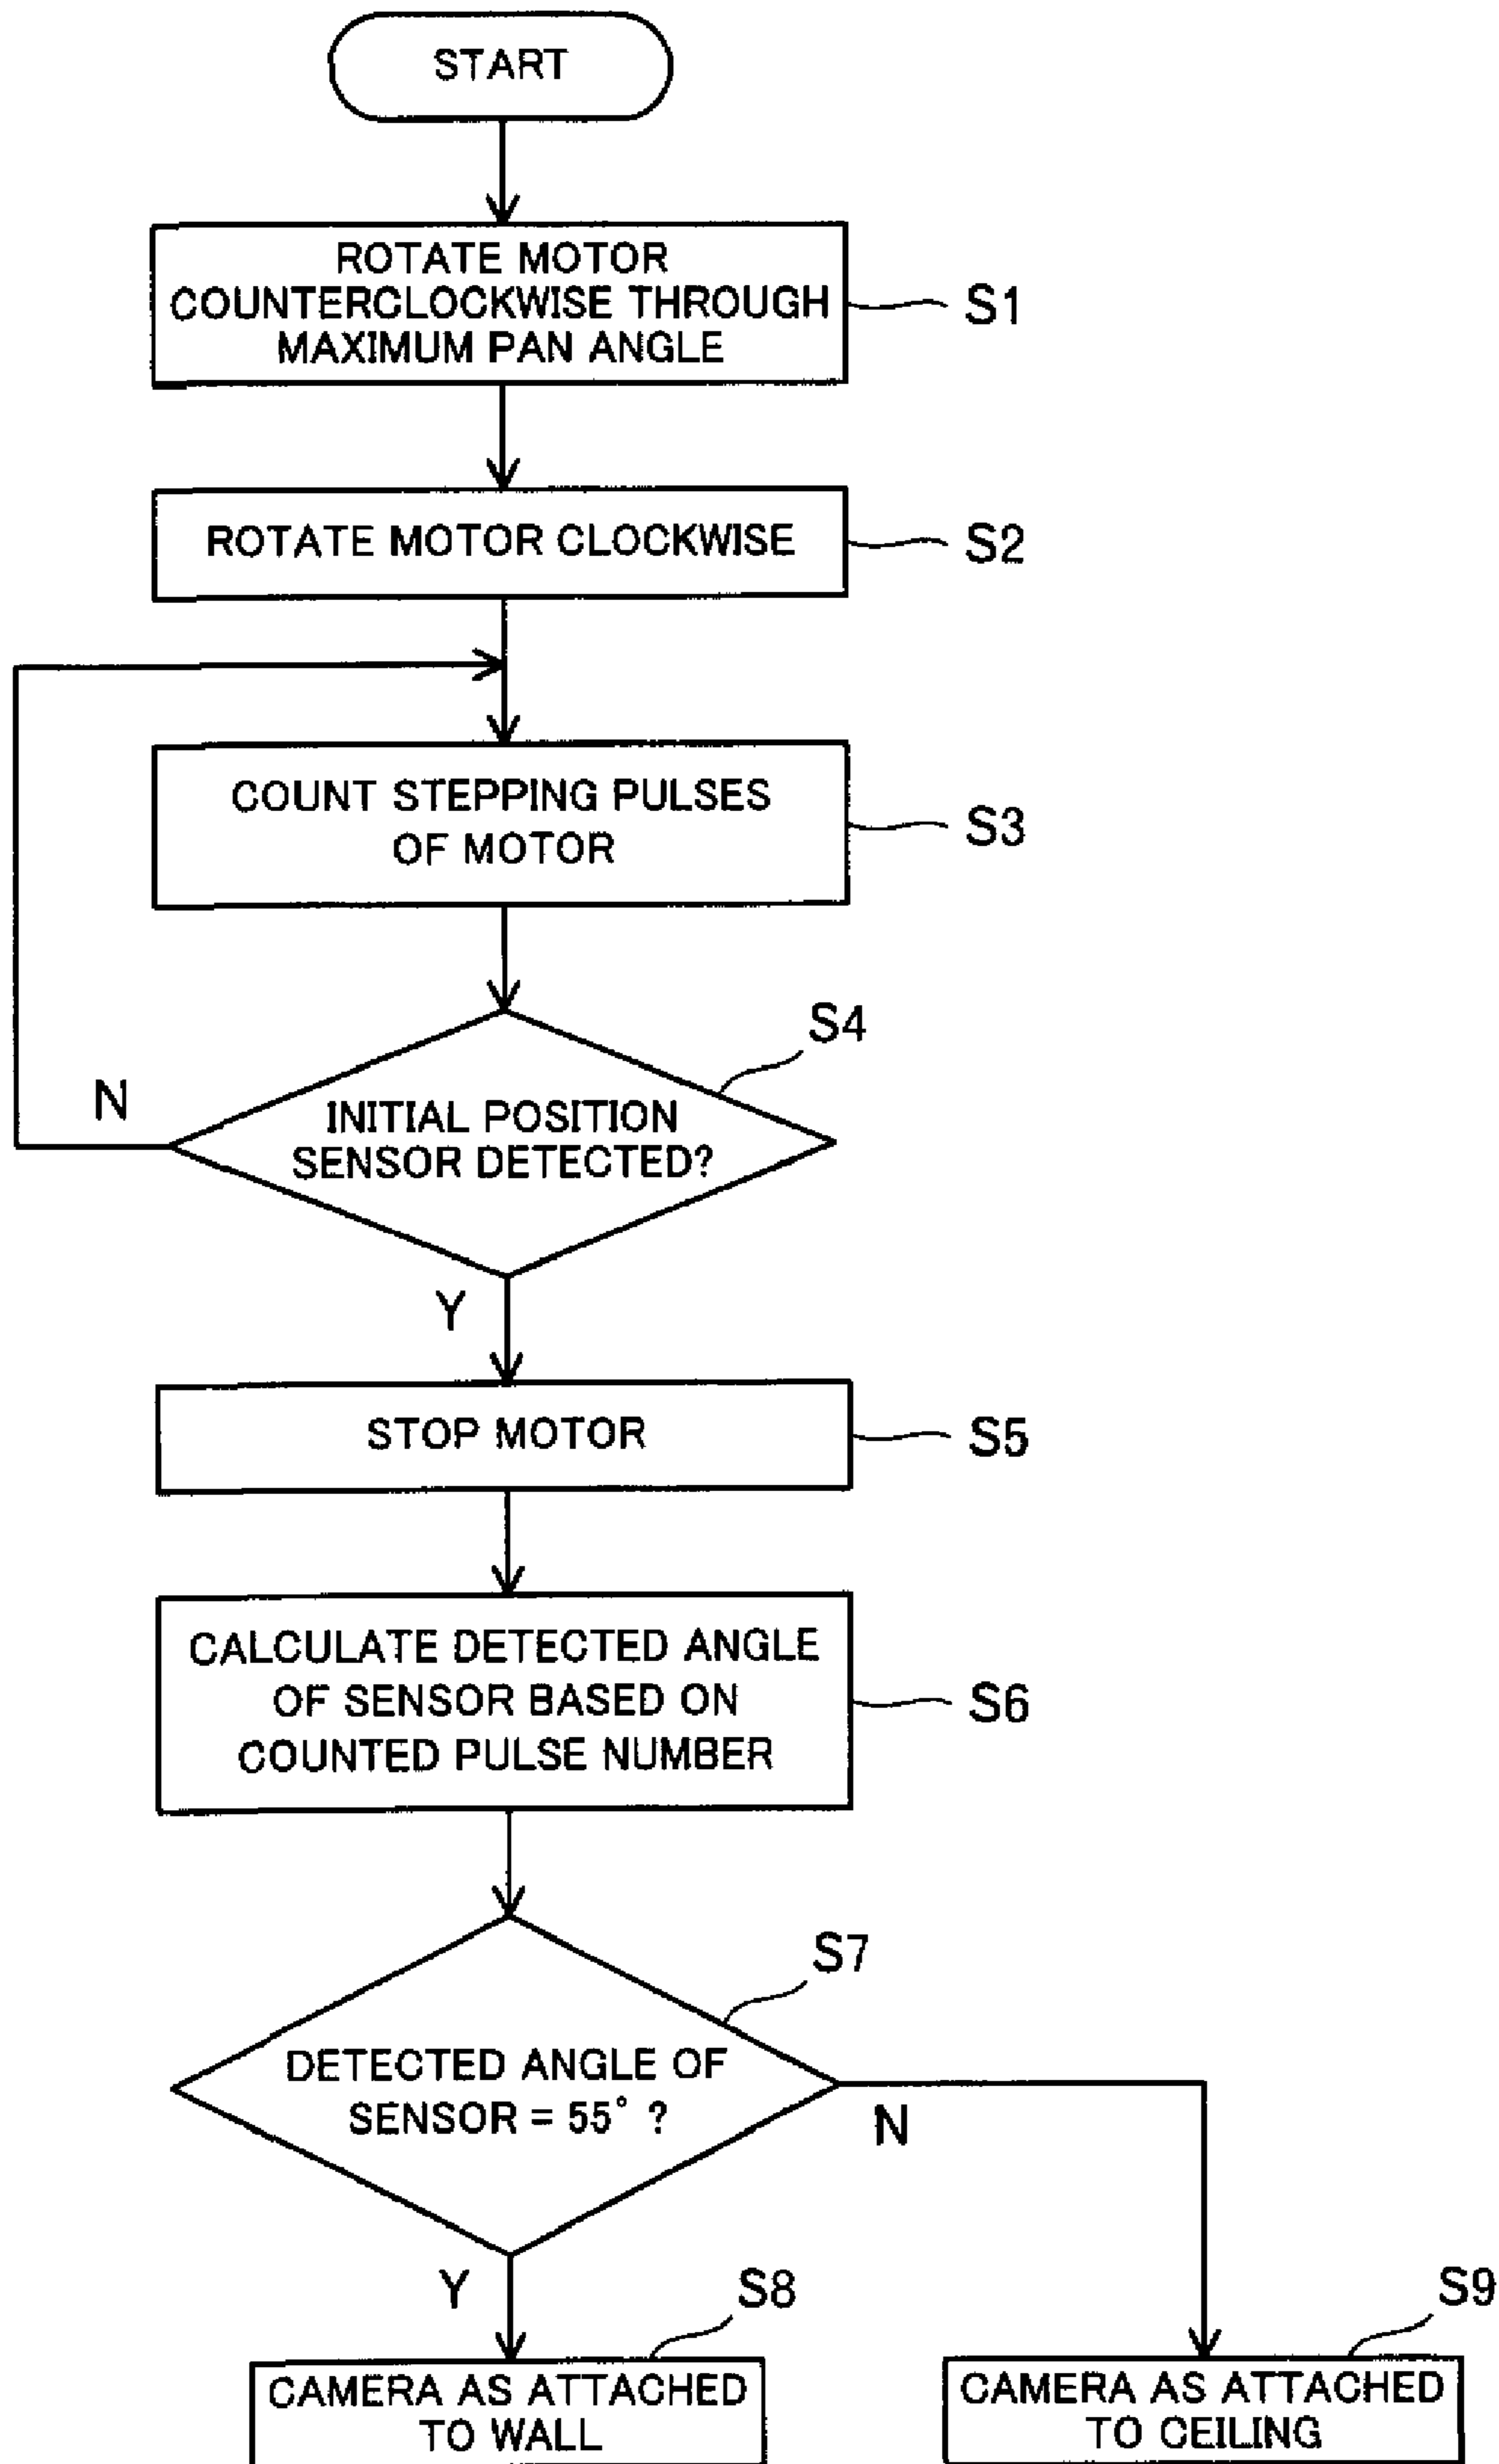 START
ROTATE MOTOR
COUNTERCLOCKWISE THROUGH
MAXIMUM PAN ANGLE
S1
ROTATE MOTOR CLOCKWISE
S2
COUNT STEPPING PULSES
OF MOTOR
S3
S4
N
INITIAL POSITION
SENSOR DETECTED?
Y
STOP MOTOR
S5
CALCULATE DETECTED ANGLE
OF SENSOR BASED ON
COUNTED PULSE NUMBER
S6
S7
DETECTED ANGLE OF
SENSOR = 55° ?
N
Y
S8
S9
CAMERA AS ATTACHED
TO WALL
CAMERA AS ATTACHED
TO CEILING